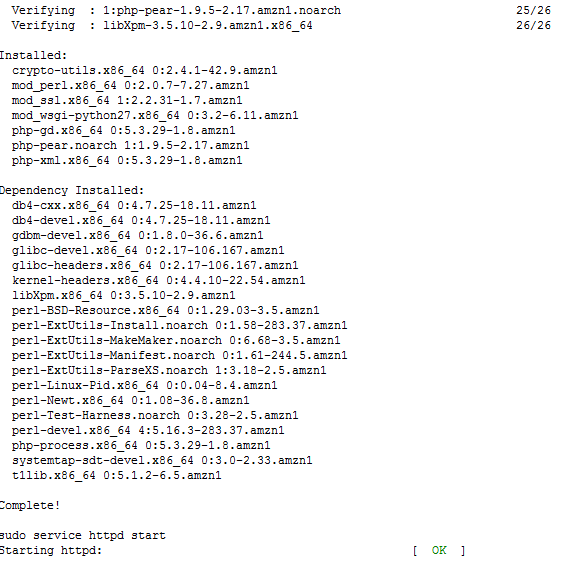 Verifying : 1:php-pear-1.9.5-2.17.amzn1.noarch 25/26
Verifying : libXpm-3.5.10-2.9.amzn1.x86_64 26/26
Installed:
crypto-utils.x86_64 0:2.4.1-42.9.amzn1
mod_perl.x86_64 0:2.0.7-7.27.amzn1
mod_ssl.x86_64 1:2.2.31-1.7.amzn1
mod_wsgi-python27.x86_64 0:3.2-6.11.amzn1
php-gd.x86_64 0:5.3.29-1.8.amzn1
php-pear.noarch 1:1.9.5-2.17.amzn1
php-xml.x86_64 0:5.3.29-1.8.amzn1
Dependency Installed:
db4-cxx.x86_64 0:4.7.25-18.11.amzn1
db4-devel.x86_64 0:4.7.25-18.11.amzn1
gdbm-devel.x86_64 0:1.8.0-36.6.amzn1
glibc-devel.x86_64 0:2.17-106.167.amzn1
glibc-headers.x86_64 0:2.17-106.167.amzn1
kernel-headers.x86_64 0:4.4.10-22.54.amzn1
libXpm.x86_64 0:3.5.10-2.9.amzn1
perl-BSD-Resource.x86_64 0:1.29.03-3.5.amzn1
perl-ExtUtils-Install.noarch 0:1.58-283.37.amzn1
perl-ExtUtils-MakeMaker.noarch 0:6.68-3.5.amzn1
perl-ExtUtils-Manifest.noarch 0:1.61-244.5.amzn1
perl-ExtUtils-ParseXS.noarch 1:3.18-2.5.amzn1
perl-Linux-Pid.x86_64 0:0.04-8.4.amzn1
perl-Newt.x86_64 0:1.08-36.8.amzn1
perl-Test-Harness.noarch 0:3.28-2.5.amzn1
perl-devel.x86_64 4:5.16.3-283.37.amzn1
php-process.x86_64 0:5.3.29-1.8.amzn1
systemtap-sdt-devel.x86_64 0:3.0-2.33.amzn1
t1lib.x86_64 0:5.1.2-6.5.amzn1
Complete!
sudo service httpd start
Starting httpd: [ OK ]